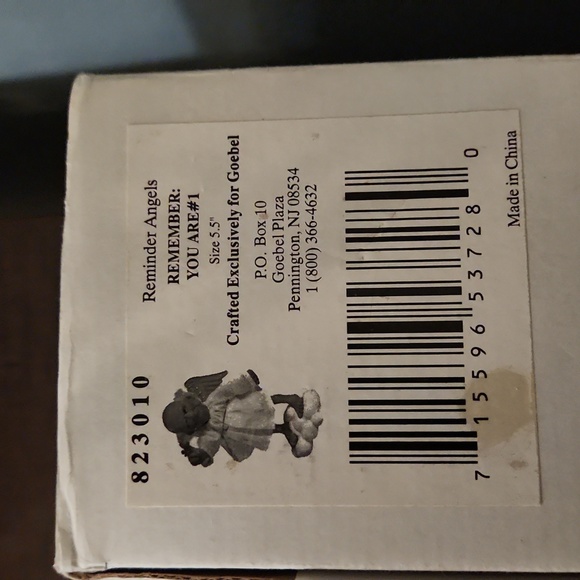 823010
Reminder Angels
REMEMBER:
YOU ARE#1
Size 5.5"
Crafted Exclusively for Goebel
P.O. Box 10
Goebel Plaza
Pennington, NJ 08534
1 (800) 366-4632
7 15596 53728 0
Made in China